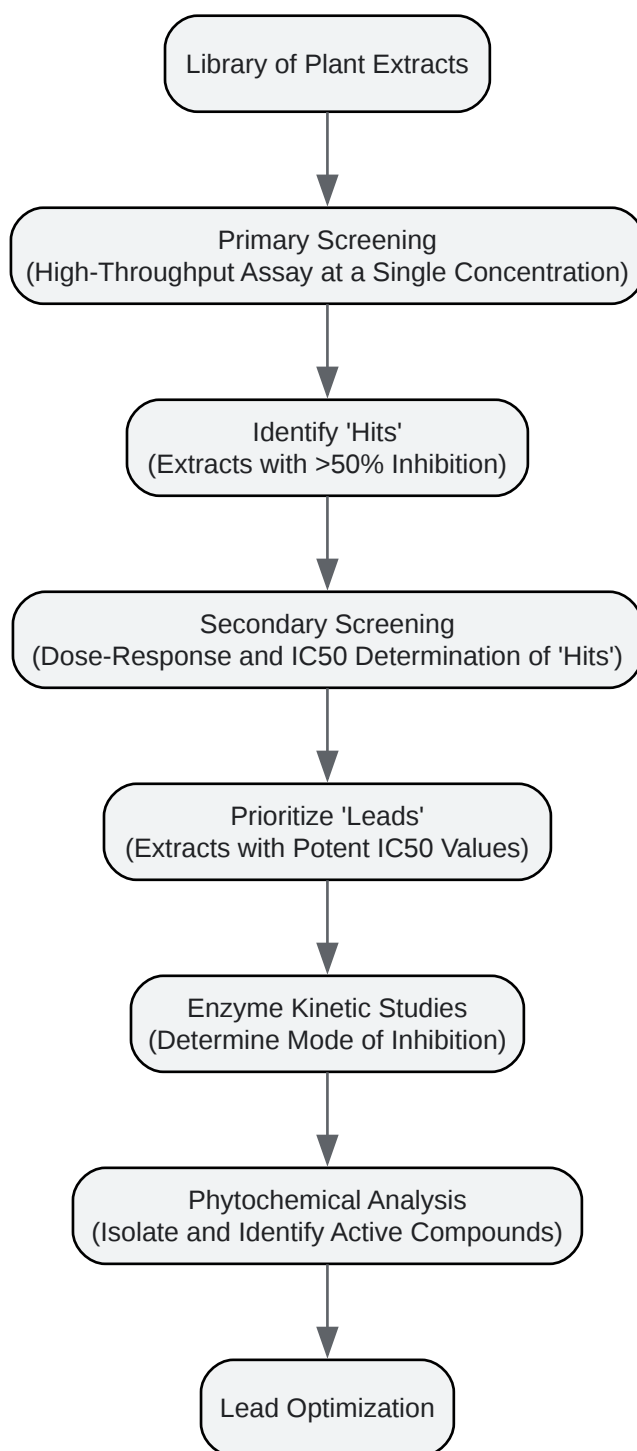 Library of Plant Extracts
Primary Screening
(High-Throughput Assay at a Single Concentration)
Identify 'Hits'
(Extracts with >50% Inhibition)
Secondary Screening
(Dose-Response and IC50 Determination of 'Hits')
Prioritize 'Leads'
(Extracts with Potent IC50 Values)
Enzyme Kinetic Studies
(Determine Mode of Inhibition)
Phytochemical Analysis
(Isolate and Identify Active Compounds)
Lead Optimization